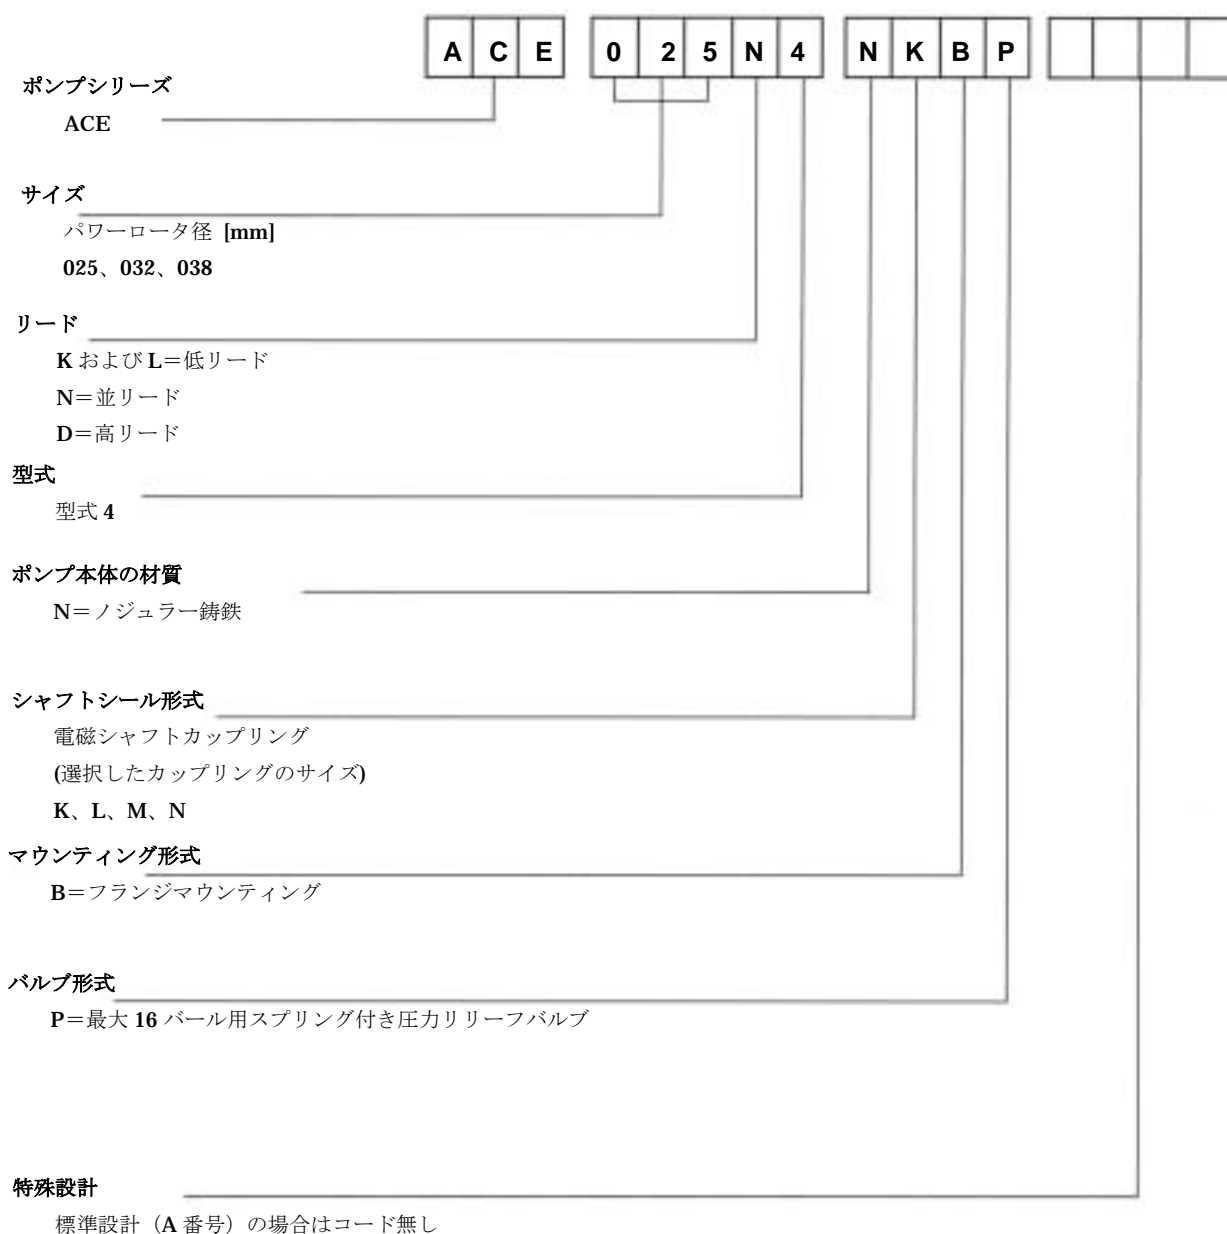 ACE 025N4 NKBP
ポンプシリーズ
ACE
サイズ
パワーロータ径 [mm]
025、032、038
リード
K および L＝低リード
N＝並リード
D＝高リード
型式
型式 4
ポンプ本体の材質
N＝ノジュラー鋳鉄
シャフトシール形式
電磁シャフトカップリング
(選択したカップリングのサイズ)
K、L、M、N
マウンティング形式
B＝フランジマウンティング
バルブ形式
P＝最大 16 バール用スプリング付き圧力リリーフバルブ
特殊設計
標準設計（A 番号）の場合はコード無し